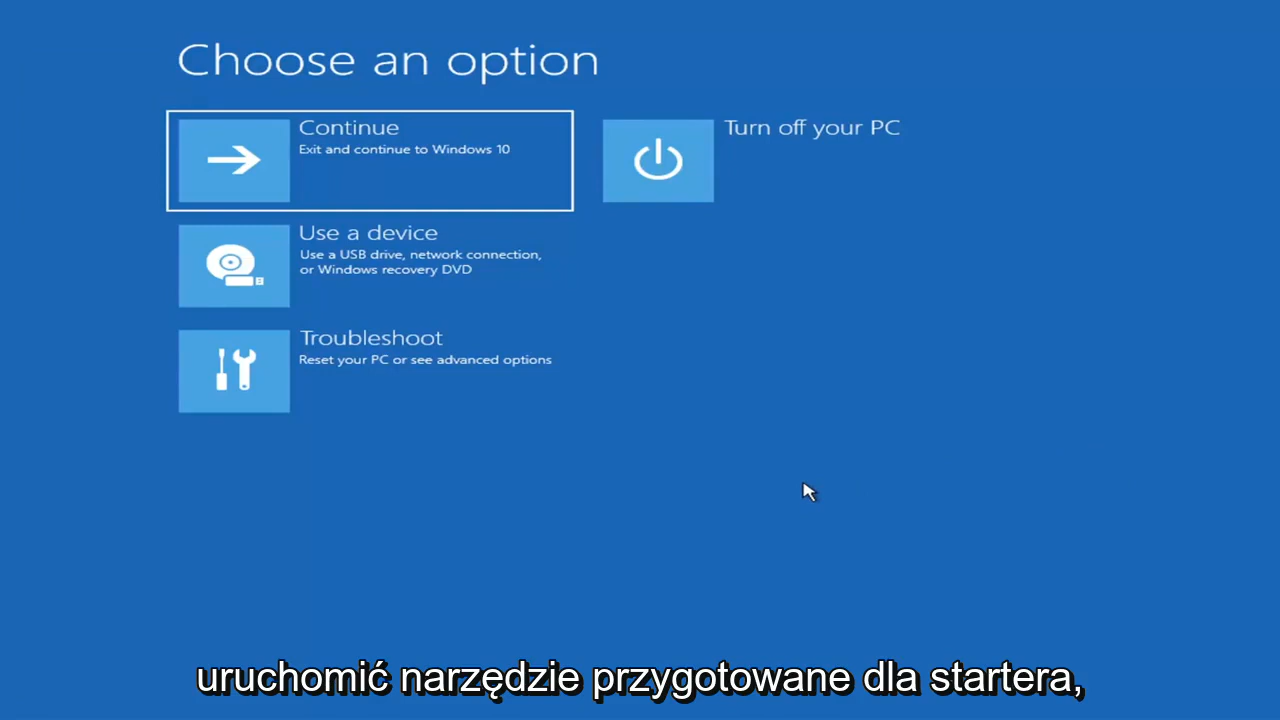 Choose an option
Continue
Exit and continue to Windows 10
Turn off your PC
Use a device
Use a USB drive, network connection,
or Windows recovery DVD
Troubleshoot
Reset your PC or see advanced options
uruchomić narzędzie przygotowane dla startera,